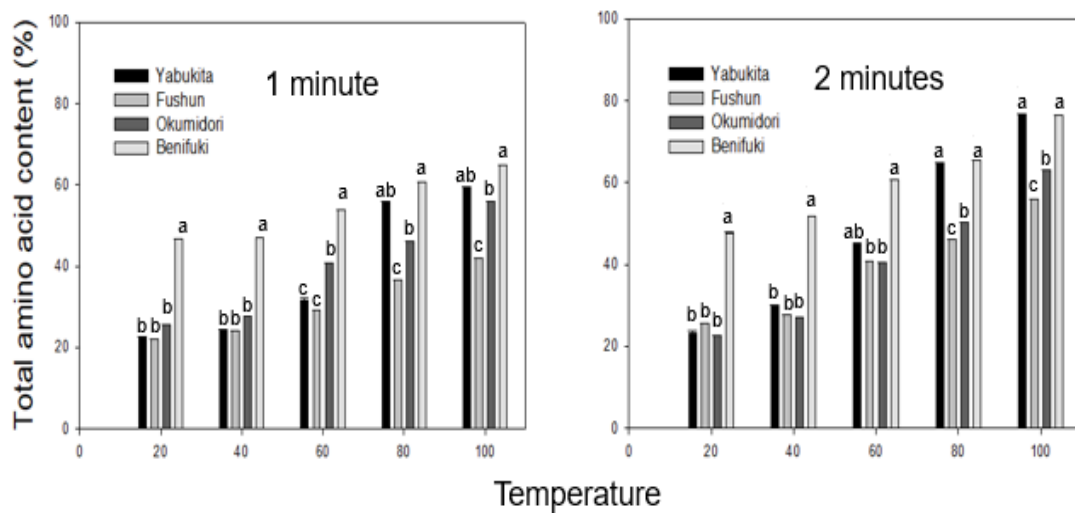 Total amino acid content (%)
100
80
60
40
20
0
1 minute
Yabukita
Fushun
Okumidori
Benifuki
b b b a
b b b a
c c b a
ab c b a
ab c b a
0 20 40 60 80 100
100
80
60
40
20
0
2 minutes
Yabukita
Fushun
Okumidori
Benifuki
b b b a
b b b a
ab b b a
a c b a
a c b a
0 20 40 60 80 100
Temperature